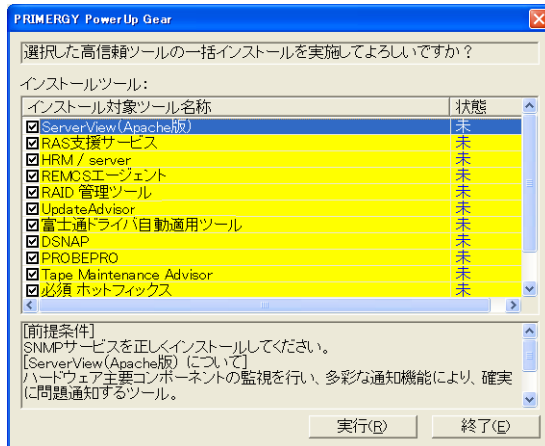 PRIMERGY PowerUp Gear
選択した高信頼ツールの一括インストールを実施してよろしいですか？
インストールツール：
インストール対象ツール名称 状態
ServerView(Apache版) 未
RAS支援サービス 未
HRM / server 未
REMCSエージェント 未
RAID 管理ツール 未
UpdateAdvisor 未
富士通ドライバ自動適用ツール 未
DSNAP 未
PROBEPRO 未
Tape Maintenance Advisor 未
必須 ホットフィックス 未
[前提条件]
SNMPサービスを正しくインストールしてください。
[ServerView(Apache版) について]
ハードウェア主要コンポーネントの監視を行い、多彩な通知機能により、確実
に問題通知するツール。
実行(R) 終了(E)